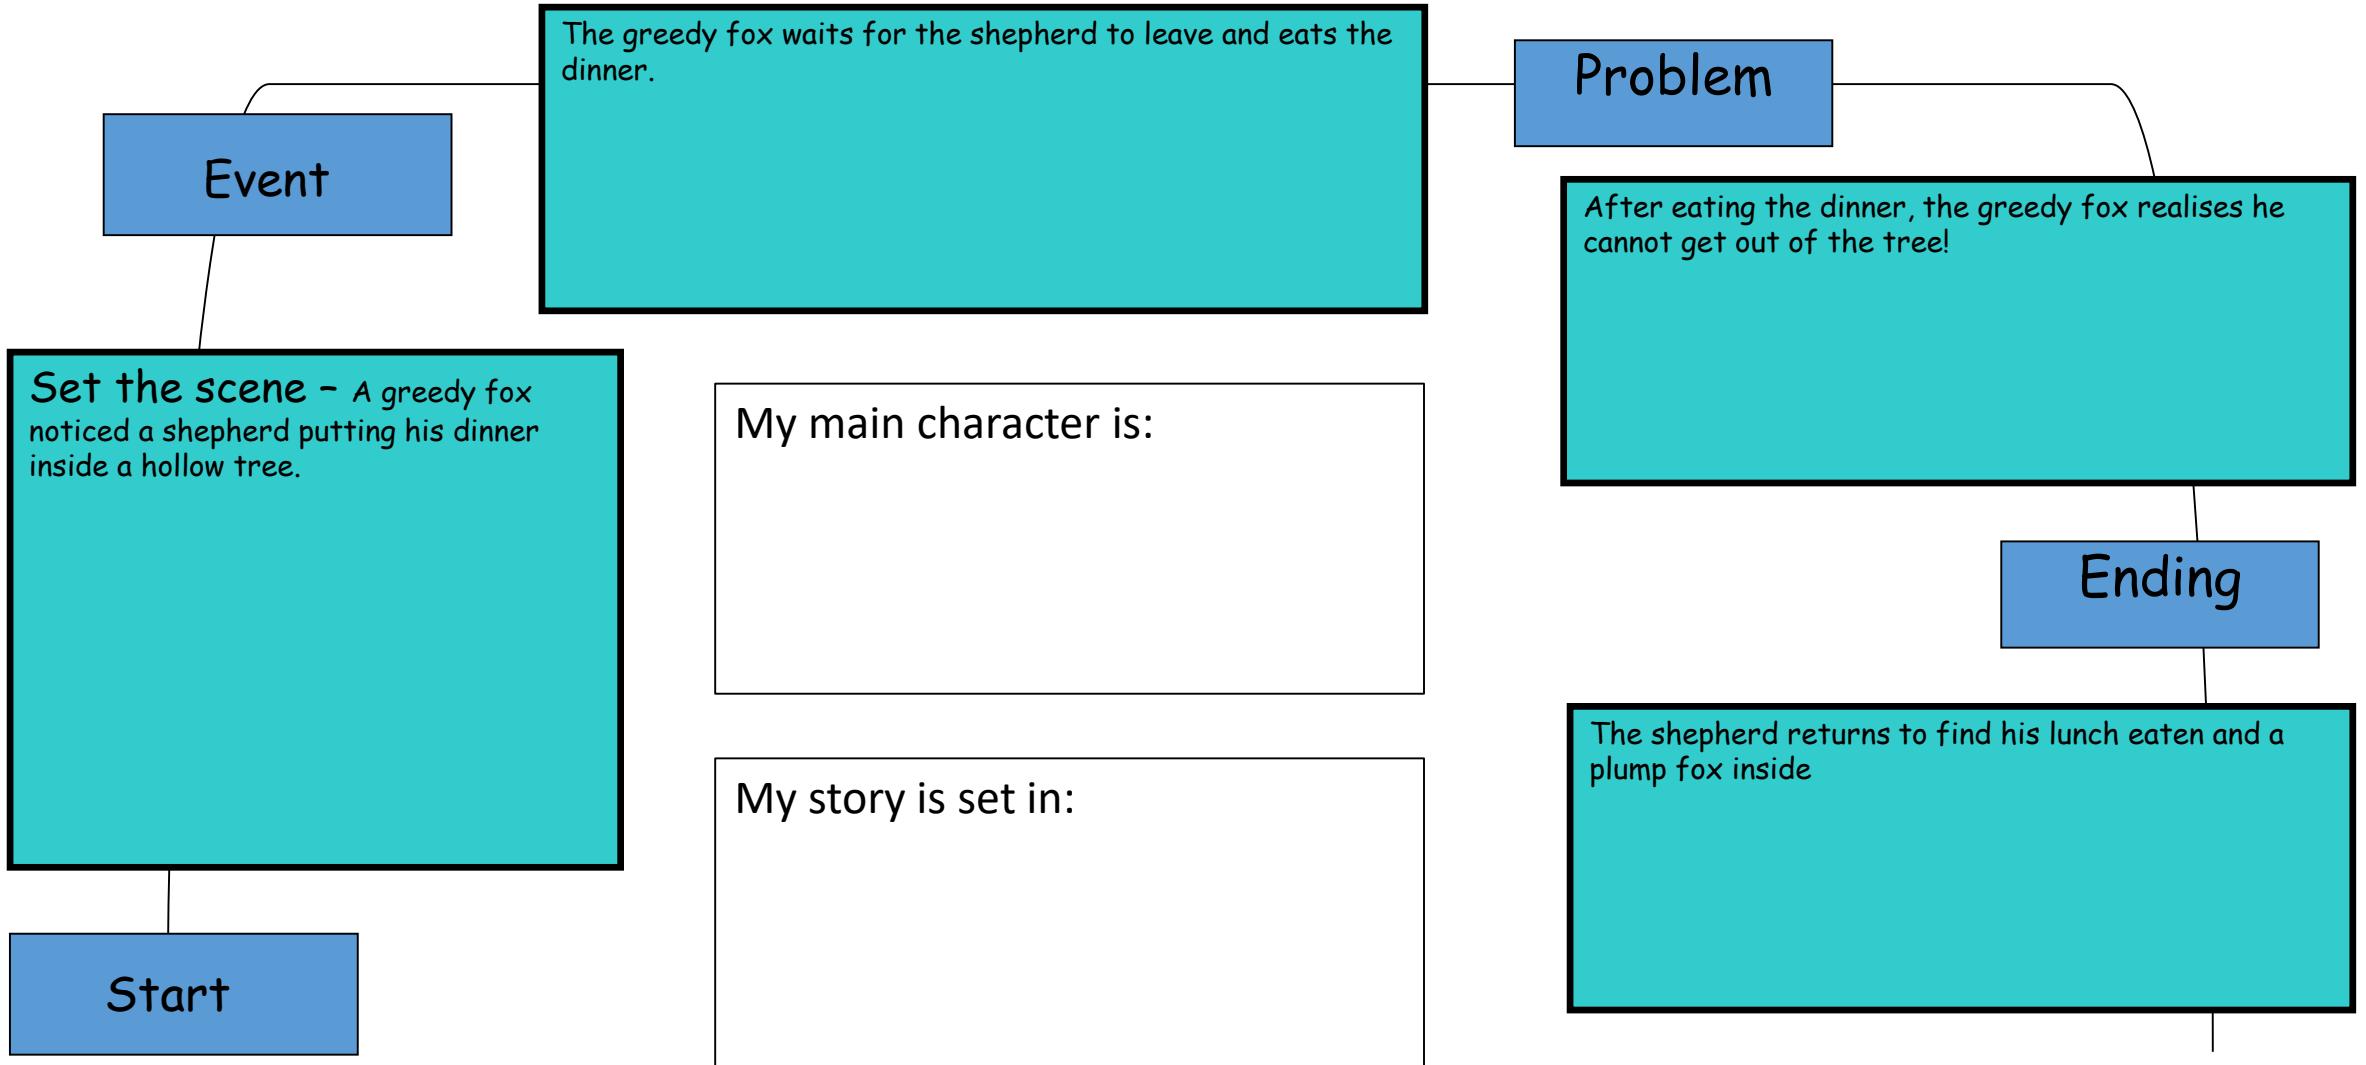 The greedy fox waits for the shepherd to leave and eats the
dinner.
Problem
Event
After eating the dinner, the greedy fox realises he
cannot get out of the tree!
Set the scene – A greedy fox
noticed a shepherd putting his dinner
inside a hollow tree.
My main character is:
Ending
The shepherd returns to find his lunch eaten and a
plump fox inside
My story is set in:
Start